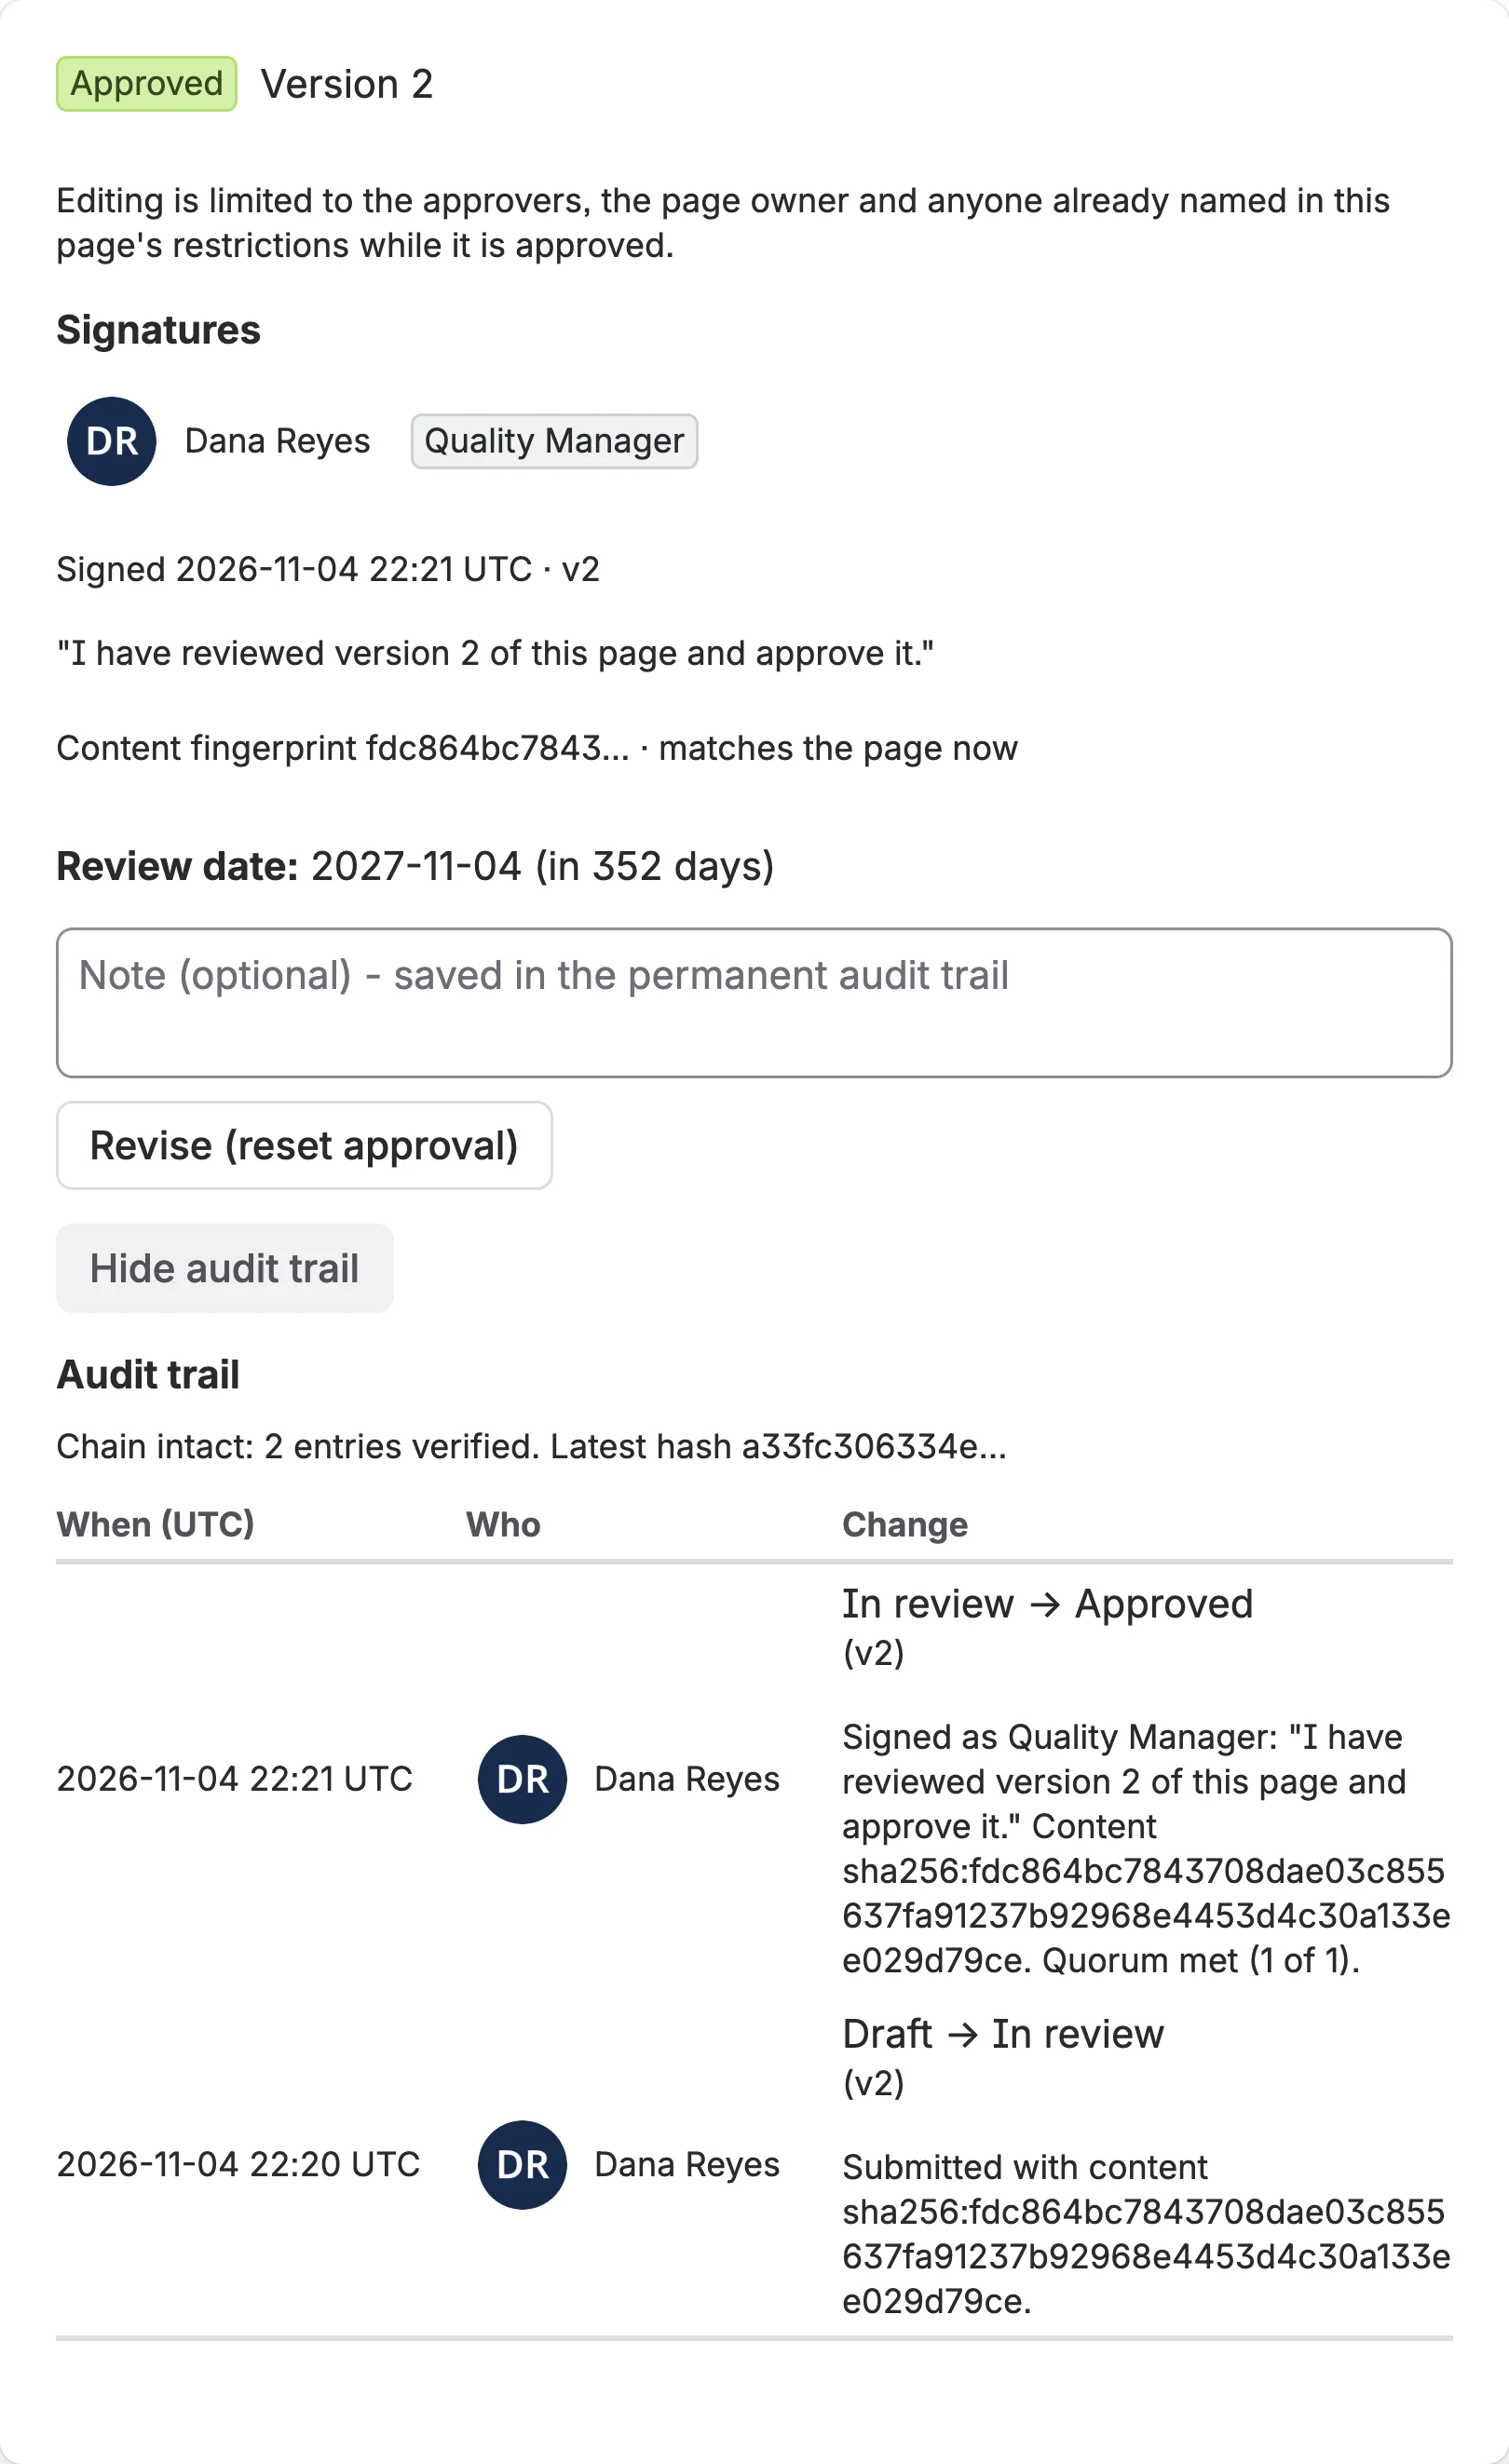 Approved Version 2
Editing is limited to the approvers, the page owner and anyone already named in this
page's restrictions while it is approved.
Signatures
DR Dana Reyes Quality Manager
Signed 2026-11-04 22:21 UTC · v2
"I have reviewed version 2 of this page and approve it."
Content fingerprint fdc864bc7843... · matches the page now
Review date: 2027-11-04 (in 352 days)
Note (optional) - saved in the permanent audit trail
Revise (reset approval)
Hide audit trail
Audit trail
Chain intact: 2 entries verified. Latest hash a33fc306334e...
When (UTC) Who Change
In review → Approved
(v2)
2026-11-04 22:21 UTC DR Dana Reyes
Signed as Quality Manager: "I have
reviewed version 2 of this page and
approve it." Content
sha256:fdc864bc7843708dae03c855
637fa91237b92968e4453d4c30a133e
e029d79ce. Quorum met (1 of 1).
Draft → In review
(v2)
2026-11-04 22:20 UTC DR Dana Reyes
Submitted with content
sha256:fdc864bc7843708dae03c855
637fa91237b92968e4453d4c30a133e
e029d79ce.